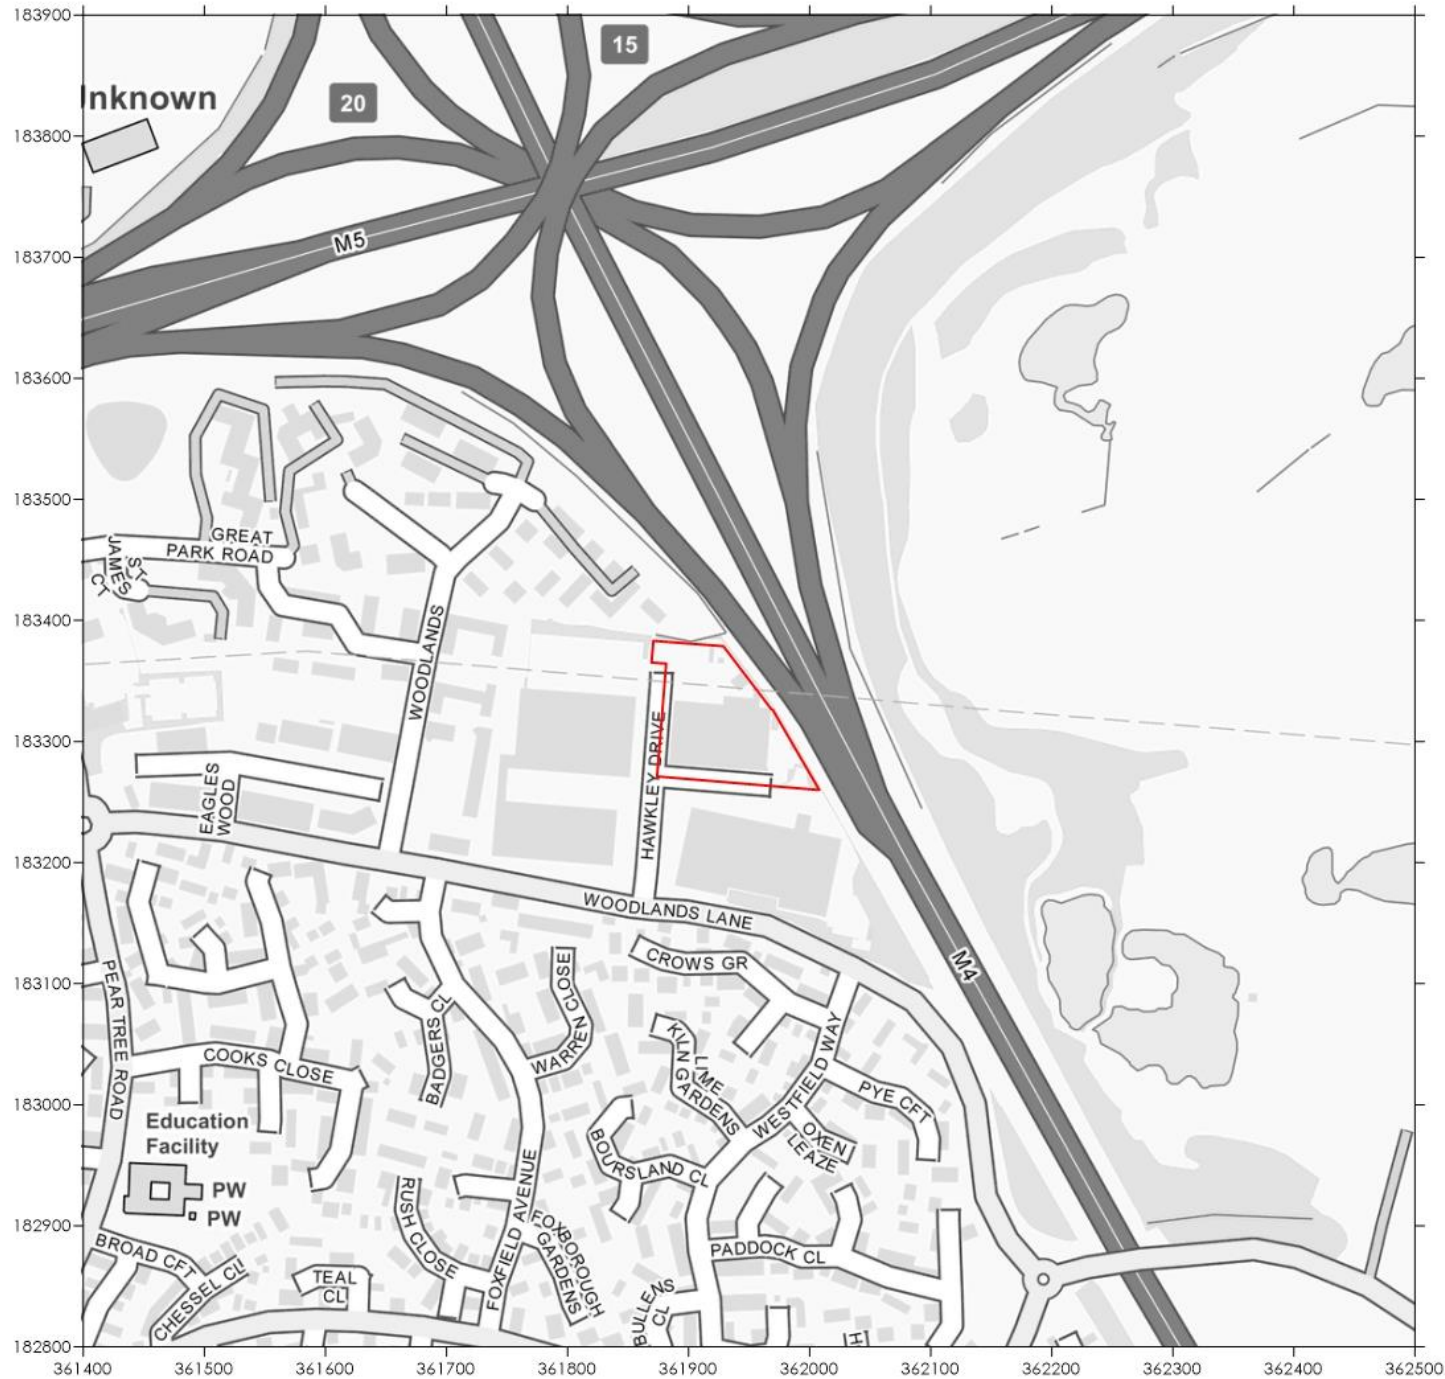 183900
15
Unknown
20
183800
M5
183700
183600
183500
GREAT
PARK ROAD
JAMES
ST
CT
183400
WOODLANDS
183300
HAWKLEY DRIVE
EAGLES
WOOD
183200
WOODLANDS LANE
CROWS GR
M4
PEAR TREE ROAD
183100
WARREN CLOSE
BADGERS CL
KILN GARDENS
LIME
COOKS CLOSE
WESTFIELD WAY
PYE CFT
183000
Education
Facility
OXEN
LEAZE
BOURSLAND CL
PW
PW
RUSH CLOSE
FOXFIELD AVENUE
FOXBOROUGH
GARDENS
182900
BROAD CFT
PADDOCK CL
CHESSEL CL
TEAL
CL
BULLENS
CL
H
182800
361400 361500 361600 361700 361800 361900 362000 362100 362200 362300 362400 362500